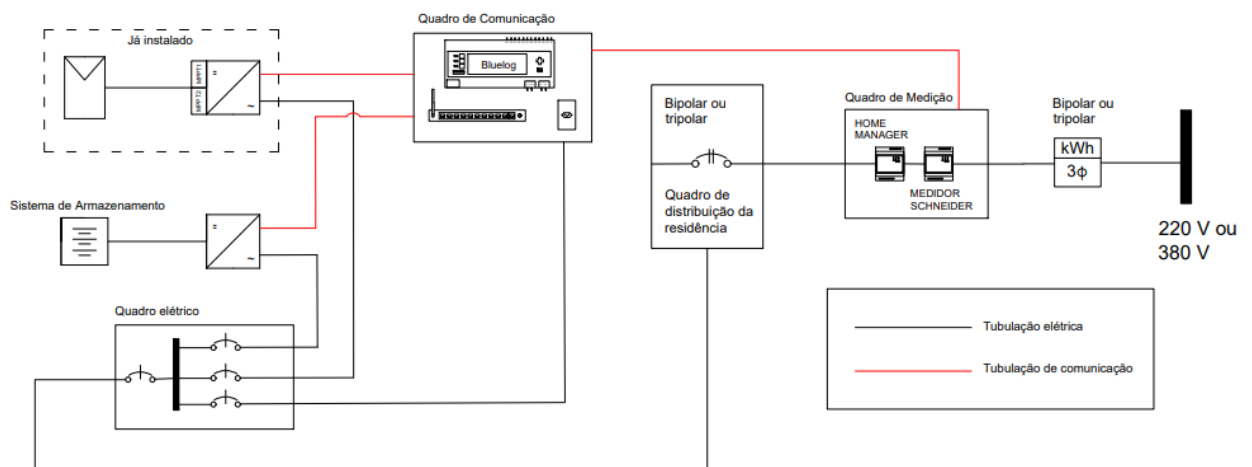 Quadro de Comunicação
Já instalado
MPPT1
MPPT2
=
~
Bluelog
Sistema de Armazenamento
=
~
Quadro elétrico
Bipolar ou
tripolar
Quadro de
distribuição da
residência
Quadro de Medição
HOME
MANAGER
MEDIDOR
SCHNEIDER
Bipolar ou
tripolar
kWh
3ϕ
220 V ou
380 V
Tubulação elétrica
Tubulação de comunicação